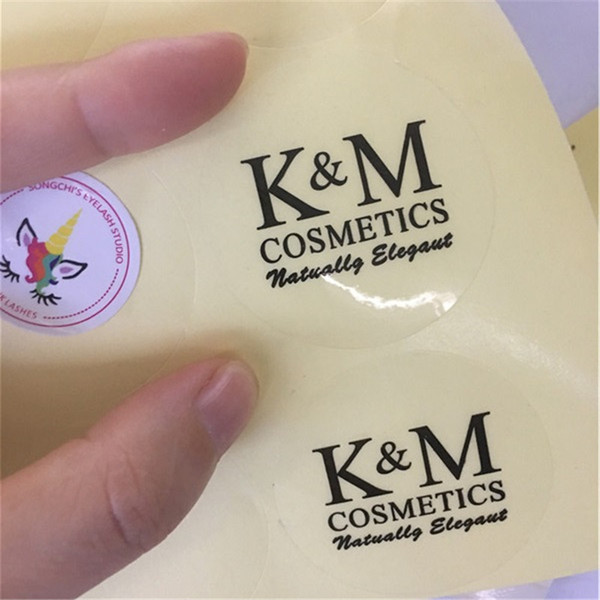 SONGCHI'S EYELASH STUDIO
LASHES
K&M
COSMETICS
Natuallg Elegaut
K&M
COSMETICS
Natuallg Elegaut